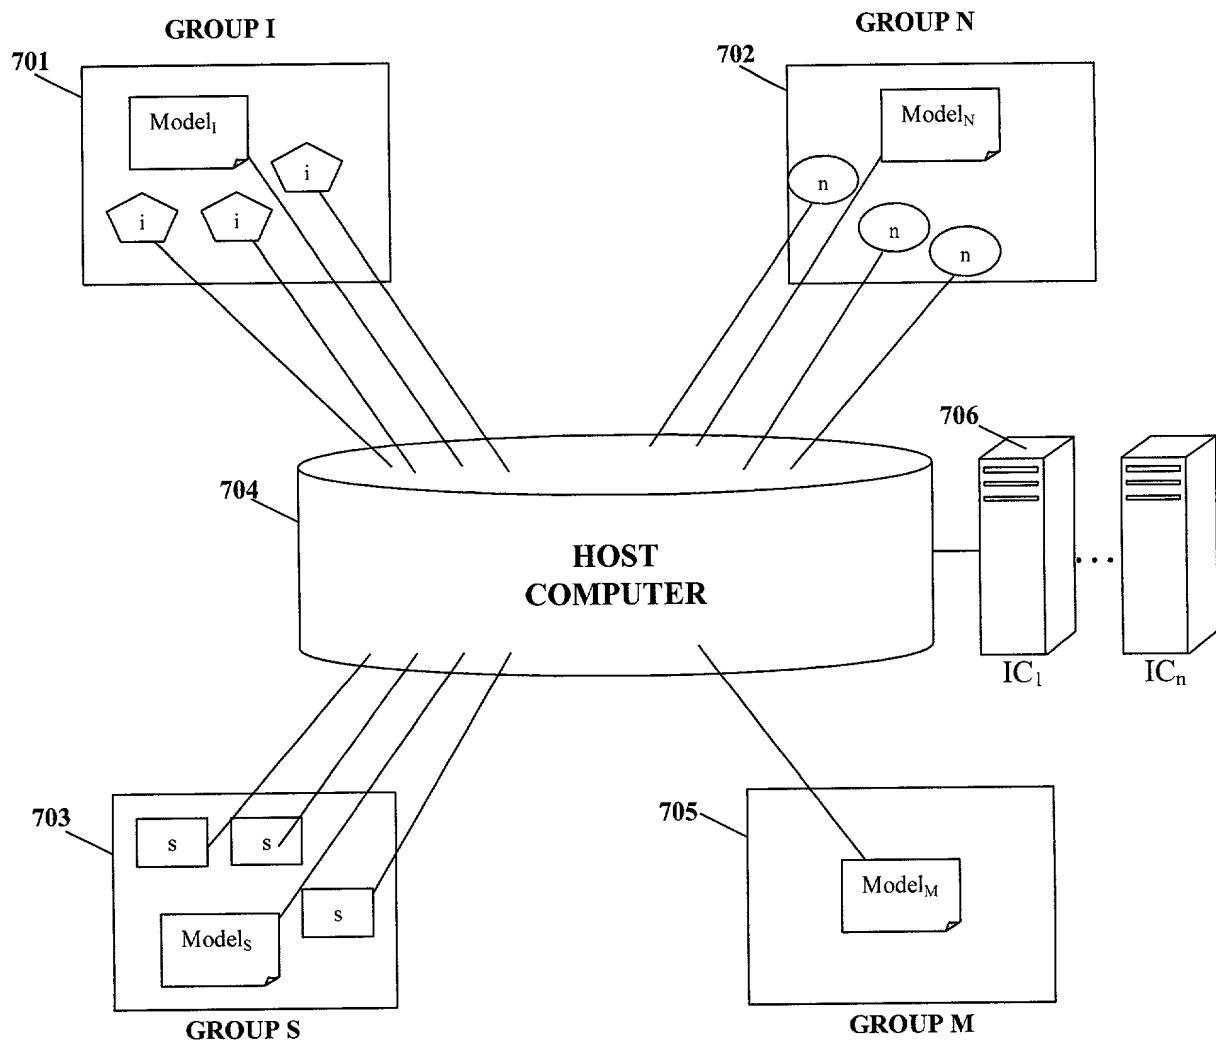 GROUP I
GROUP N
701
702
Model_I
Model_N
i
i
i
n
n
n
706
704
HOST
COMPUTER
...
IC_1
IC_n
703
705
s
s
s
Model_S
Model_M
GROUP S
GROUP M